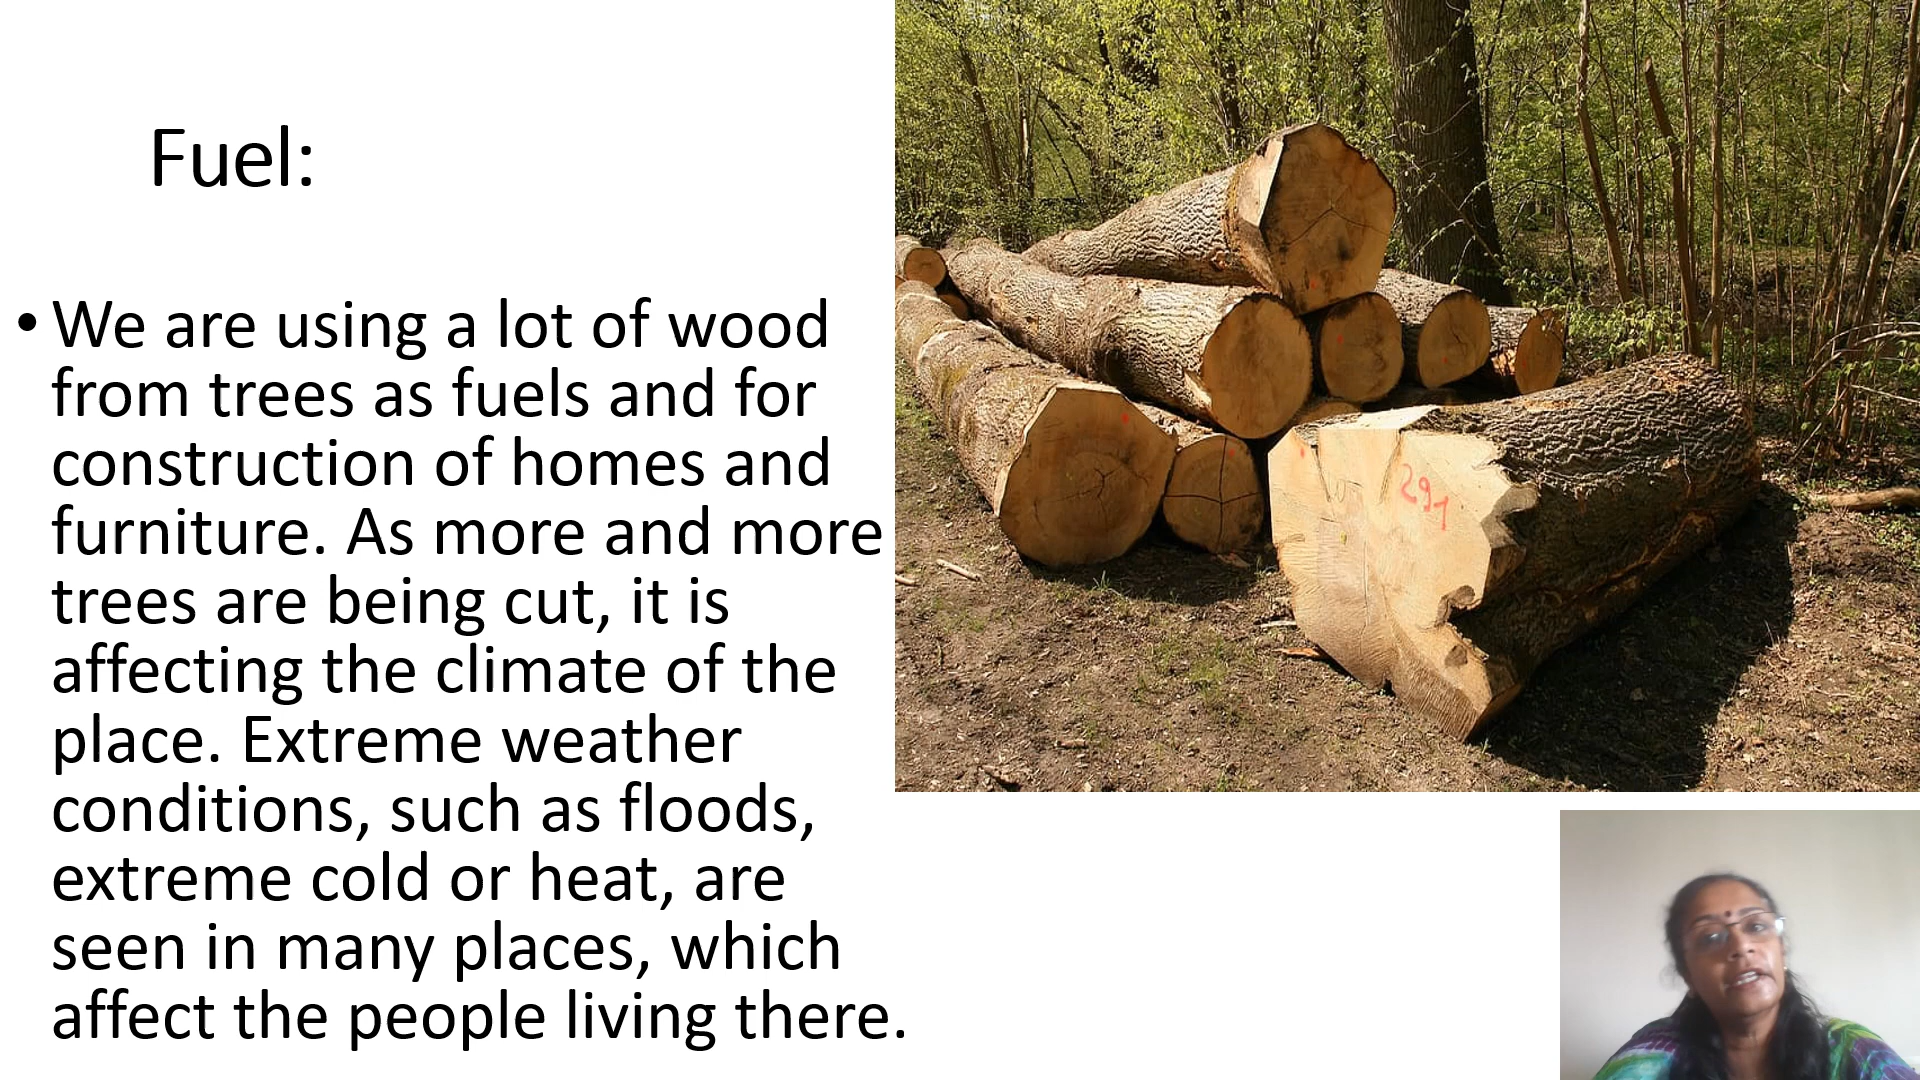 Fuel:
• We are using a lot of wood
from trees as fuels and for
construction of homes and
furniture. As more and more
trees are being cut, it is
affecting the climate of the
place. Extreme weather
conditions, such as floods,
extreme cold or heat, are
seen in many places, which
affect the people living there.
291